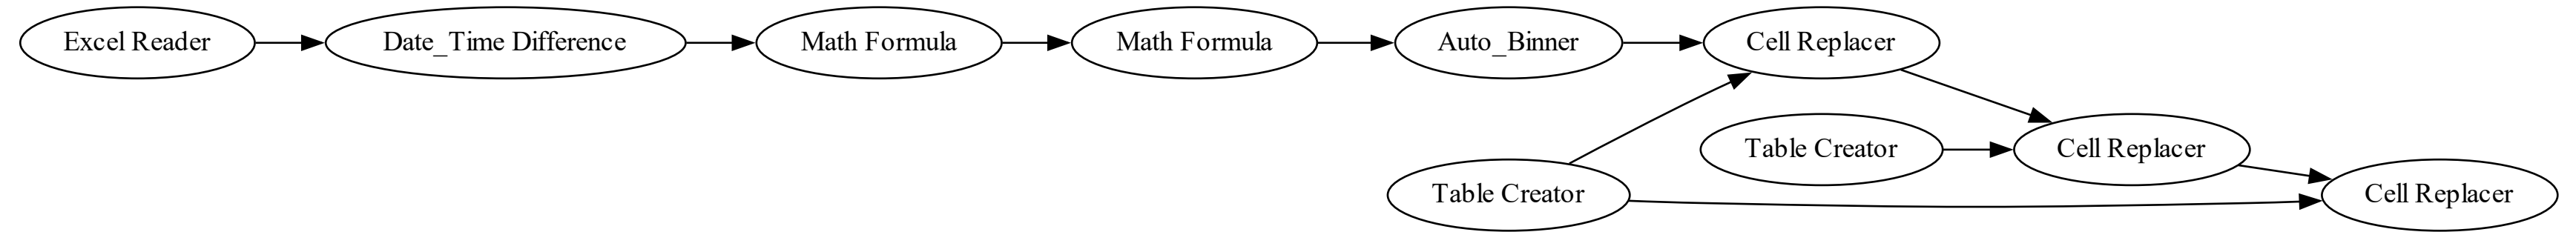 Excel Reader
Date_Time Difference
Math Formula
Math Formula
Auto_Binner
Cell Replacer
Table Creator
Cell Replacer
Table Creator
Cell Replacer